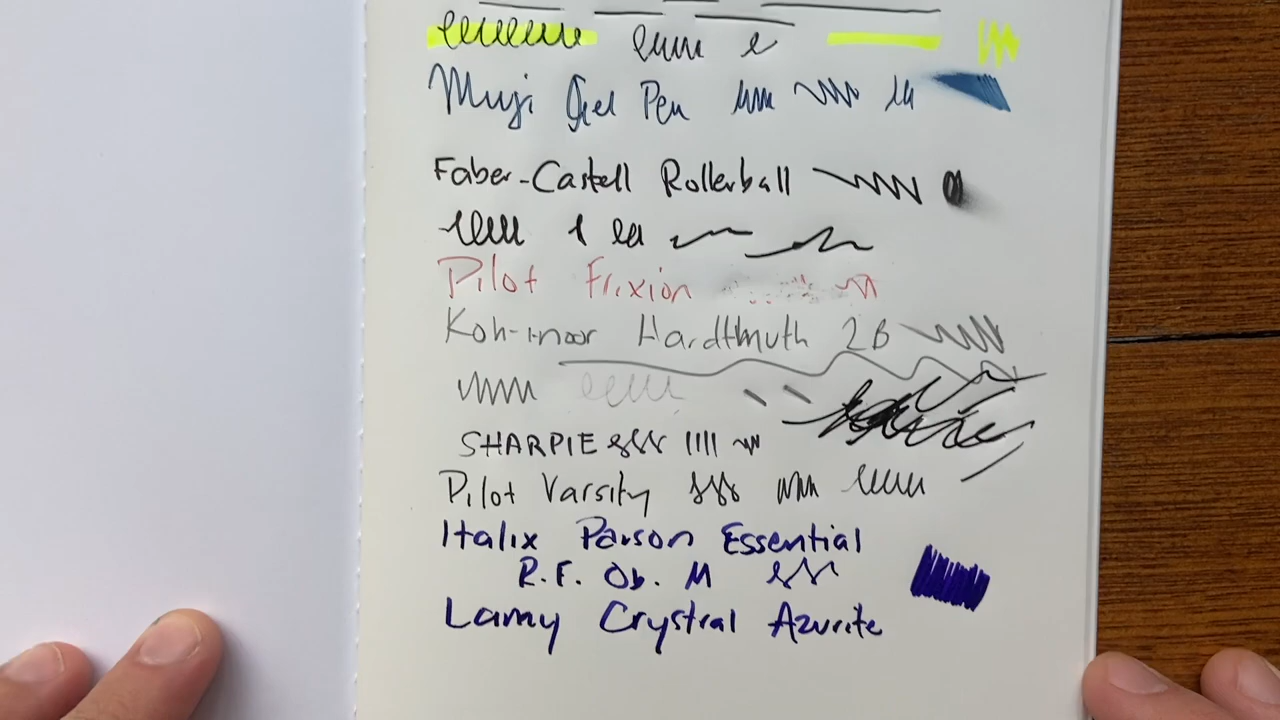 Muji Gel Pen
Faber-Castell Rollerball
Pilot Frixion
Koh-i-noor Hardtmuth 2B
SHARPIE
Pilot Varsity
Italix Parson Essential
R.F. Ob. M
Lamy Crystral Azurite